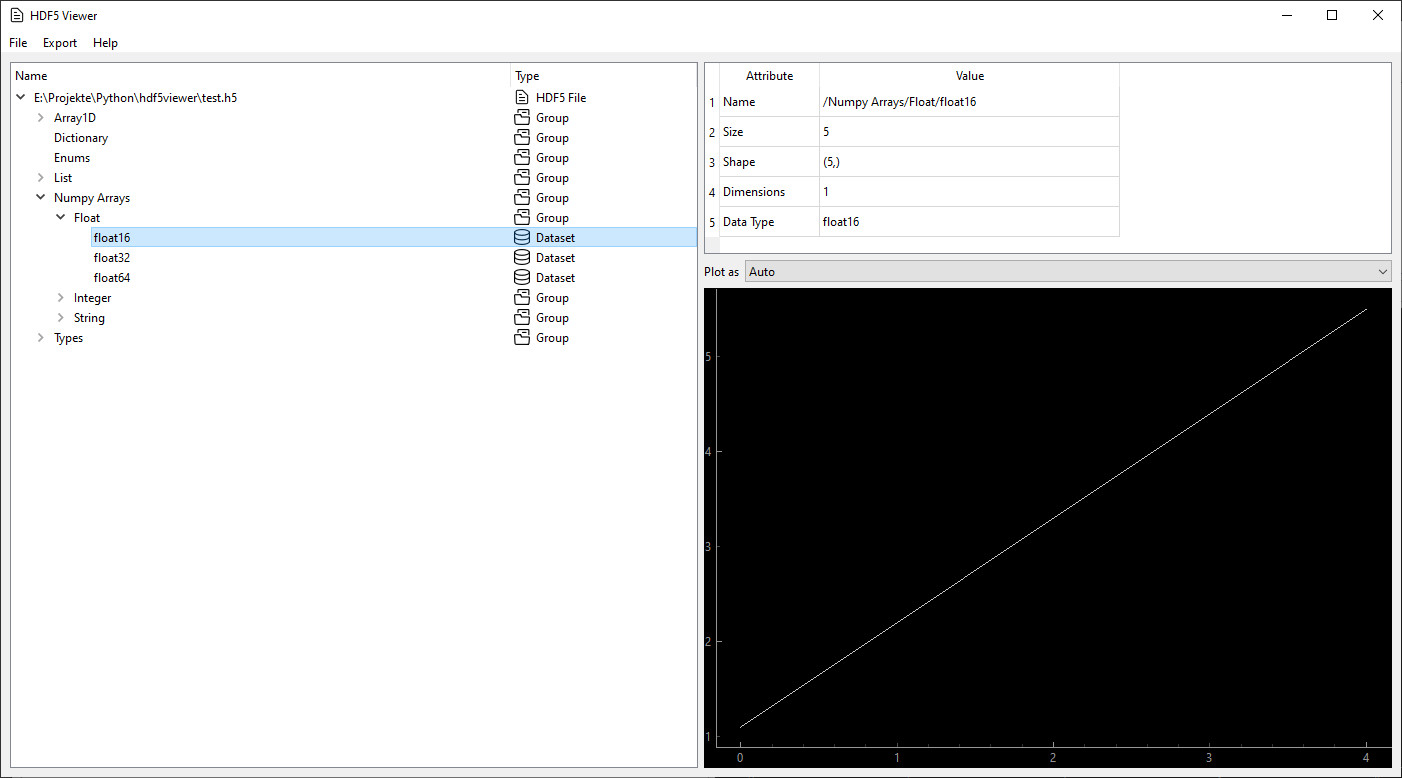 HDF5 Viewer
File Export Help
Name Type
E:\Projekte\Python\hdf5viewer\test.h5 HDF5 File
Array1D Group
Dictionary Group
Enums Group
List Group
Numpy Arrays Group
Float Group
float16 Dataset
float32 Dataset
float64 Dataset
Integer Group
String Group
Types Group
Attribute Value
1 Name /Numpy Arrays/Float/float16
2 Size 5
3 Shape (5,)
4 Dimensions 1
5 Data Type float16
Plot as Auto
5
4
3
2
1
0 1 2 3 4